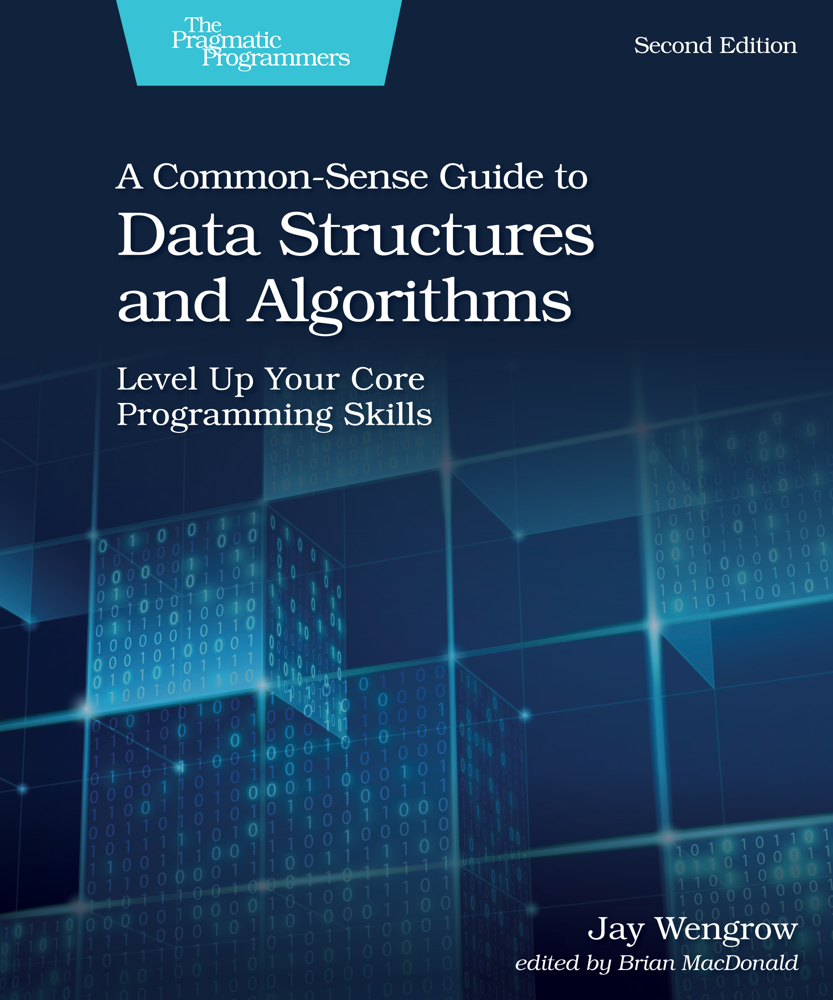 The
Pragmatic
Programmers
Second Edition
A Common-Sense Guide to
Data Structures
and Algorithms
Level Up Your Core
Programming Skills
Jay Wengrow
edited by Brian MacDonald